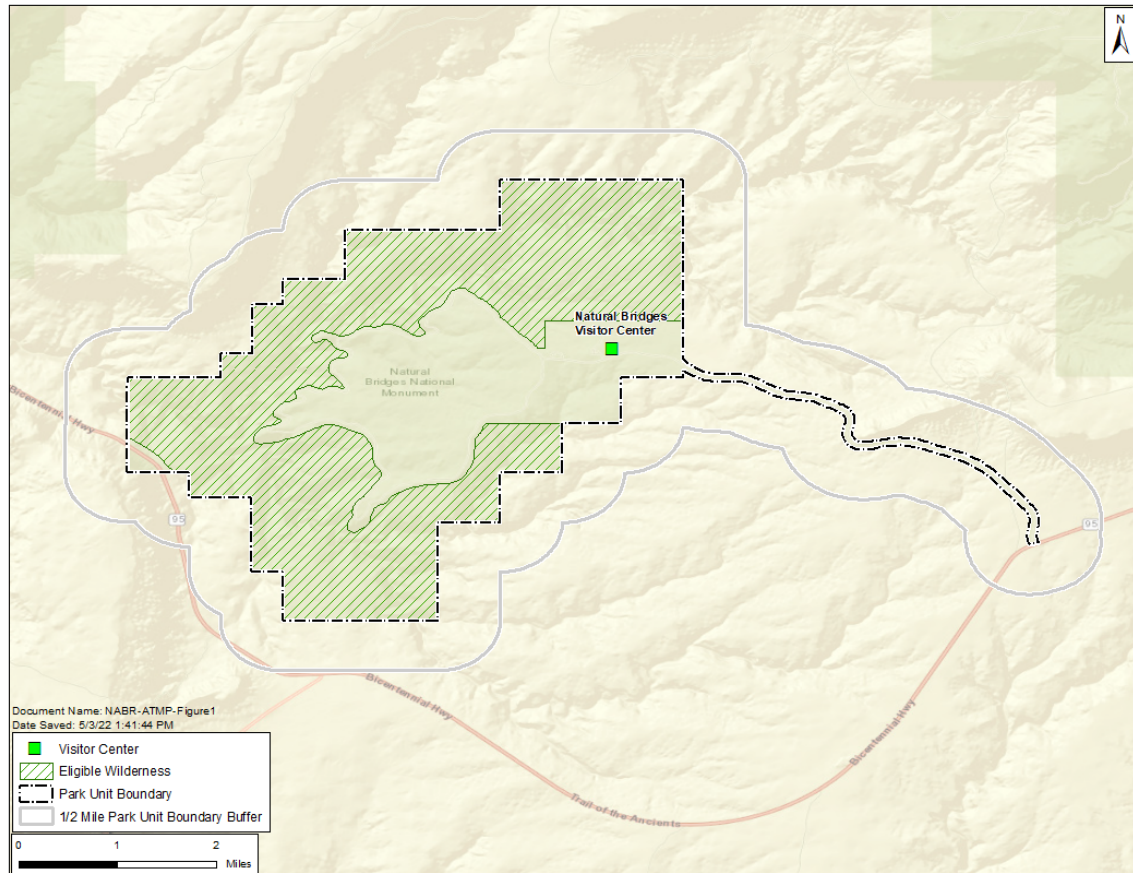 N
Natural Bridges
Visitor Center
Natural
Bridges National
Monument
Bicentennial Hwy
95
95
Bicentennial Hwy
Bicentennial Hwy
Trail of the Ancients
Document Name: NABR-ATMP-Figure1
Date Saved: 5/3/22 1:41:44 PM
Visitor Center
Eligible Wilderness
Park Unit Boundary
1/2 Mile Park Unit Boundary Buffer
0 1 2
Miles